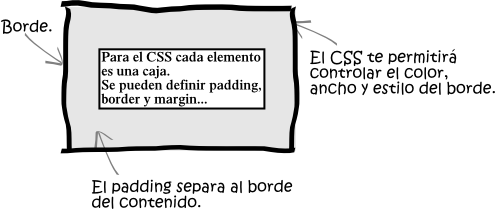 Borde.
Para el CSS cada elemento
es una caja.
Se pueden definir padding,
border y margin...
El CSS te permitirá
controlar el color,
ancho y estilo del borde.
El padding separa al borde
del contenido.